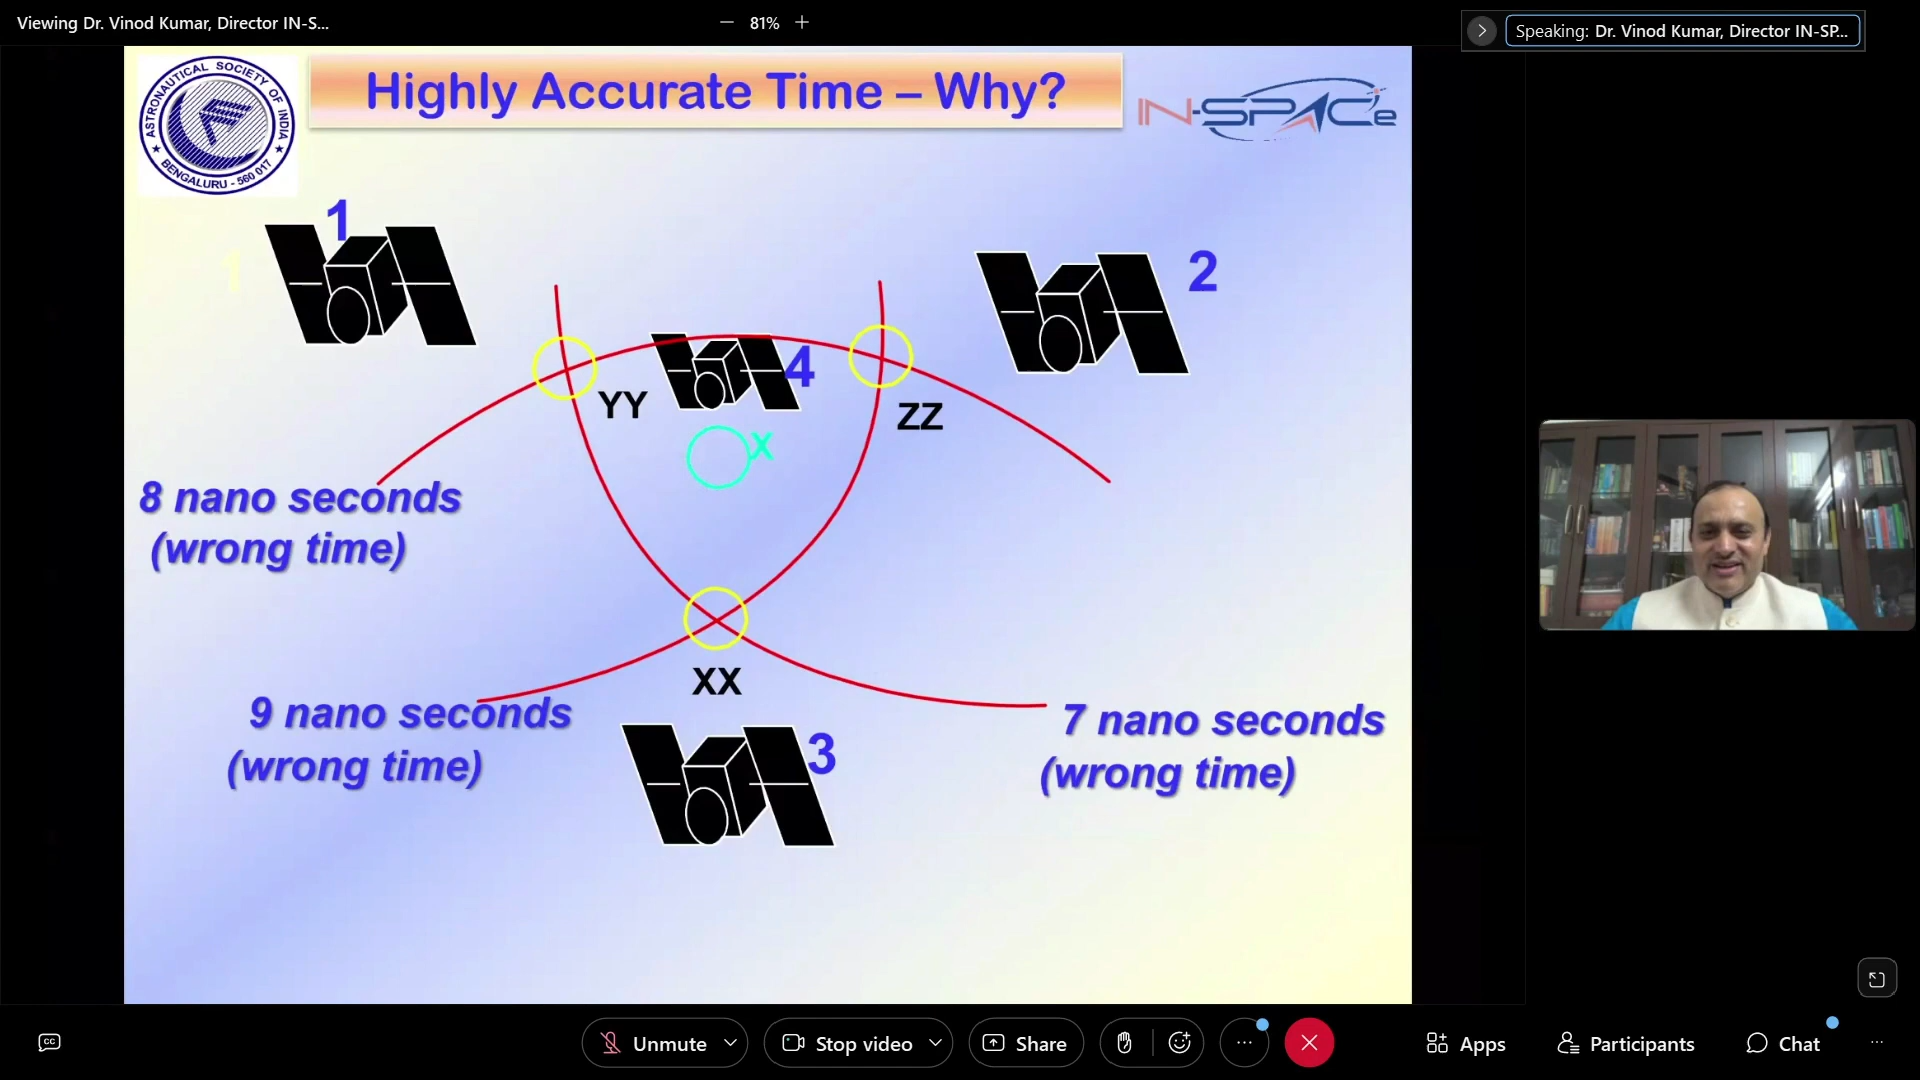 Viewing Dr. Vinod Kumar, Director IN-S...
81%
Speaking: Dr. Vinod Kumar, Director IN-SP...
ASTRONAUTICAL SOCIETY OF INDIA
★ BENGALURU - 560 017 ★
Highly Accurate Time – Why?
IN-SPACe
1
1
2
4
YY
ZZ
X
8 nano seconds
(wrong time)
XX
9 nano seconds
(wrong time)
7 nano seconds
(wrong time)
3
CC
Unmute
Stop video
Share
Apps
Participants
Chat